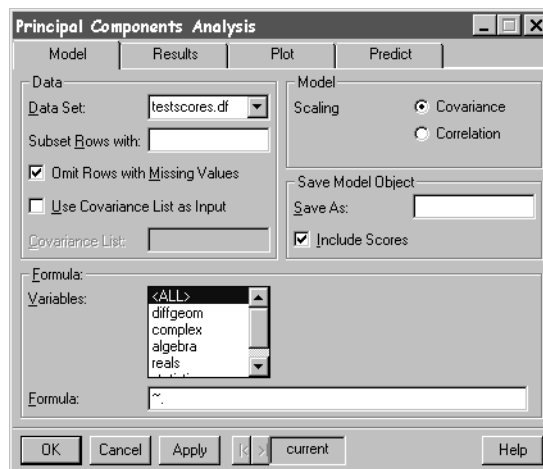 Principal Components Analysis
Model Results Plot Predict
Data
Data Set: testscores.df
Subset Rows with:
Omit Rows with Missing Values
Use Covariance List as Input
Covariance List:
Model
Scaling
Covariance
Correlation
Save Model Object
Save As:
Include Scores
Formula:
Variables:
<ALL>
diffgeom
complex
algebra
reals
Formula: ~.
OK Cancel Apply current Help